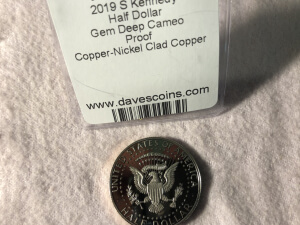 2019 S Kennedy
Half Dollar
Gem Deep Cameo
Proof
Copper-Nickel Clad Copper
www.davescoins.com
UNITED STATES OF AMERICA
HALF DOLLAR